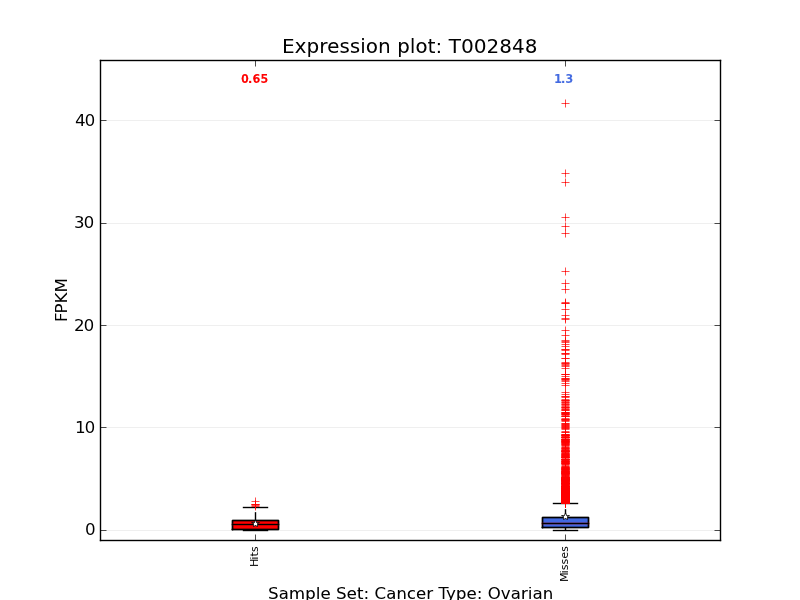 Expression plot: T002848
0.65
1.3
40
30
20
10
0
FPKM
Hits
Misses
Sample Set: Cancer Type: Ovarian